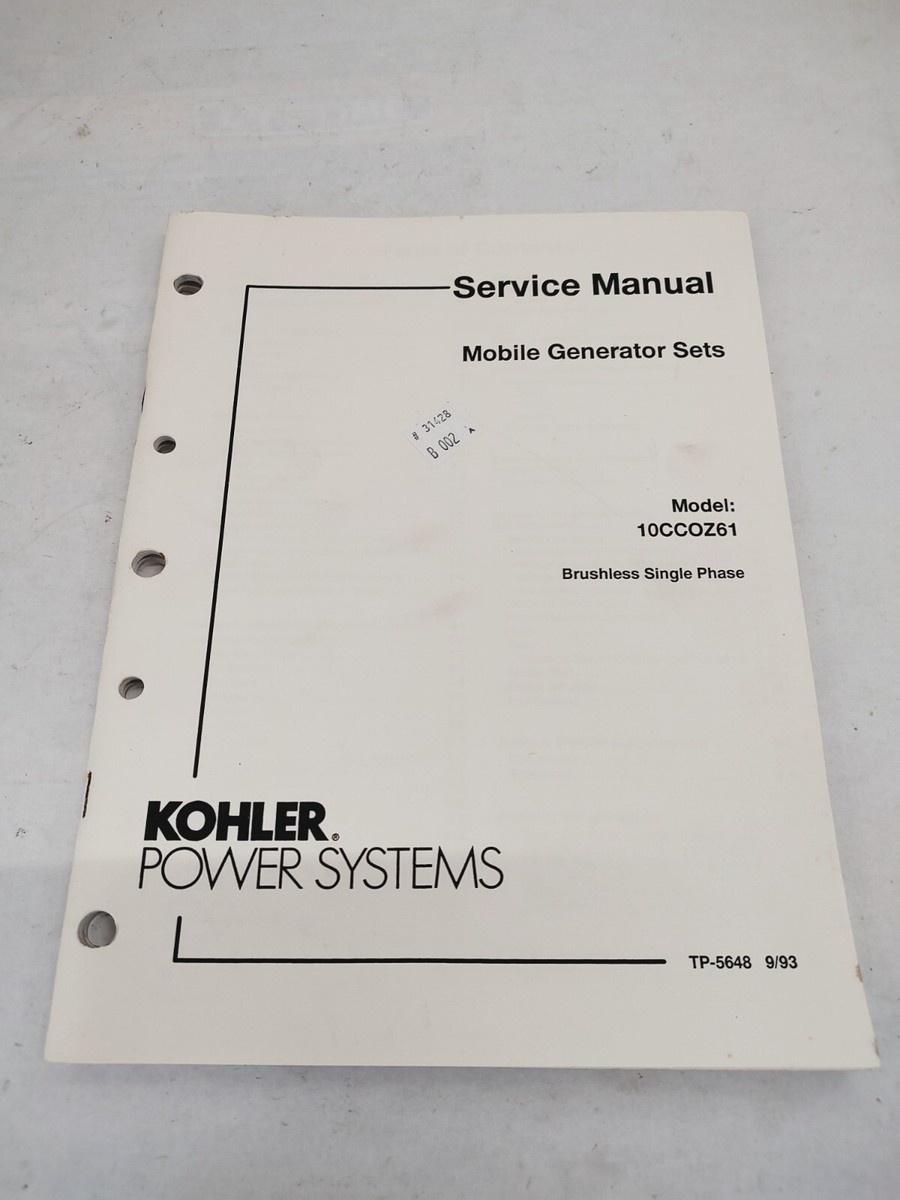 Service Manual
Mobile Generator Sets
# 31428
B 002 A
Model:
10CCOZ61
Brushless Single Phase
KOHLER®
POWER SYSTEMS
TP-5648 9/93